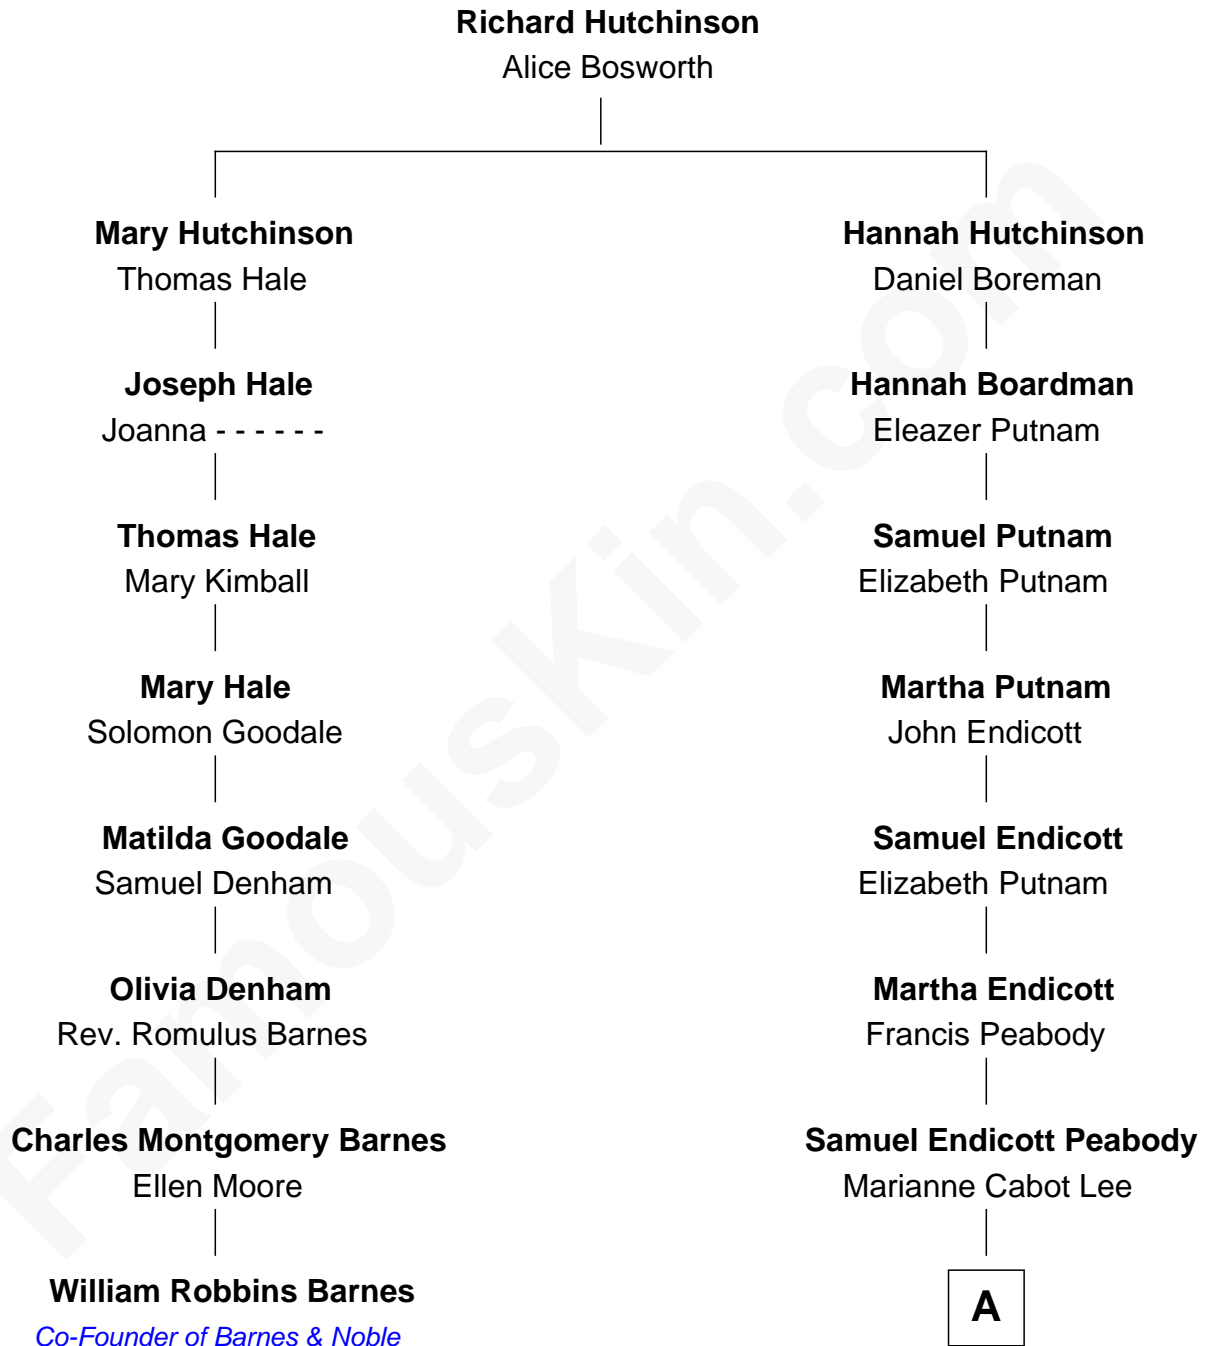 Richard Hutchinson
Alice Bosworth
Mary Hutchinson
Thomas Hale
Hannah Hutchinson
Daniel Boreman
Joseph Hale
Joanna - - - - - -
Hannah Boardman
Eleazer Putnam
Thomas Hale
Mary Kimball
Samuel Putnam
Elizabeth Putnam
Mary Hale
Solomon Goodale
Martha Putnam
John Endicott
Matilda Goodale
Samuel Denham
Samuel Endicott
Elizabeth Putnam
Olivia Denham
Rev. Romulus Barnes
Martha Endicott
Francis Peabody
Charles Montgomery Barnes
Ellen Moore
Samuel Endicott Peabody
Marianne Cabot Lee
William Robbins Barnes
Co-Founder of Barnes & Noble
A
FamousKin.com